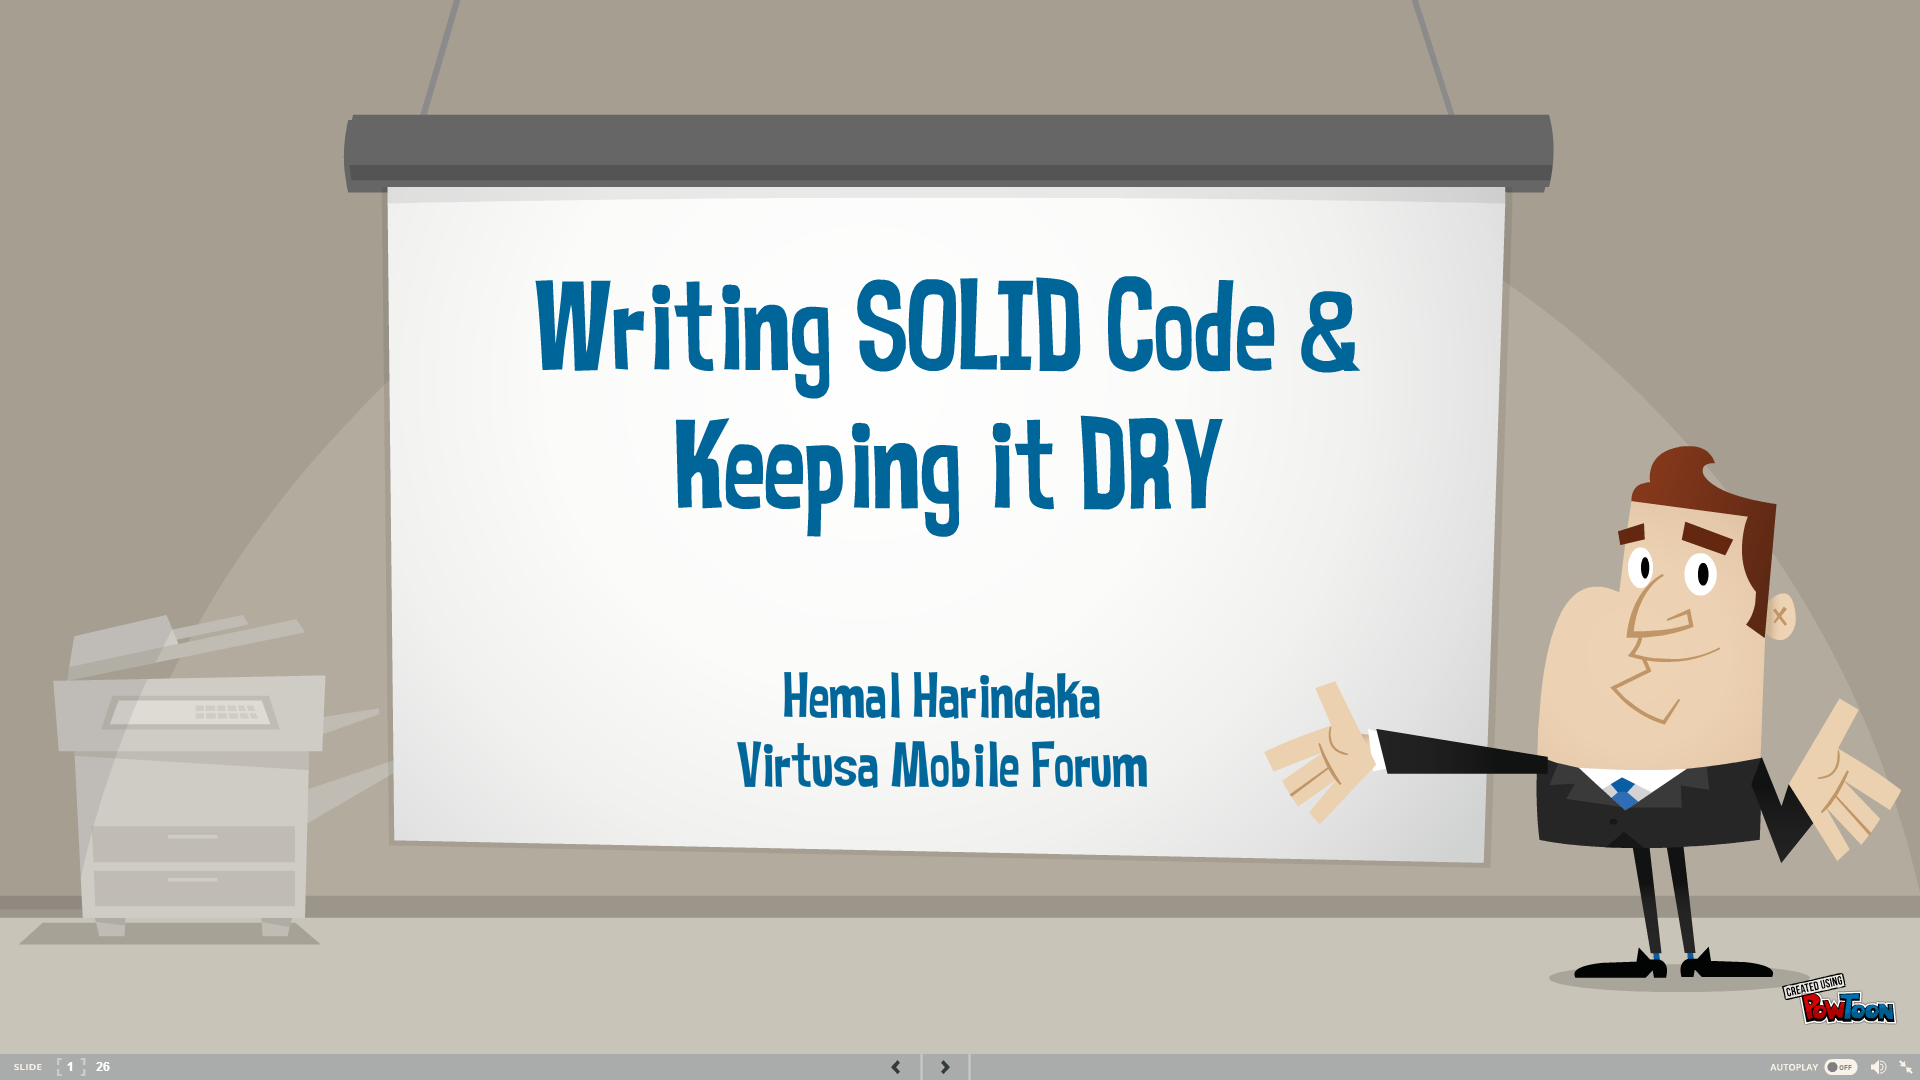 Writing SOLID Code &
Keeping it DRY
Hemal Harindaka
Virtusa Mobile Forum
CREATED USING
POWTOON
SLIDE 1 26
AUTOPLAY OFF